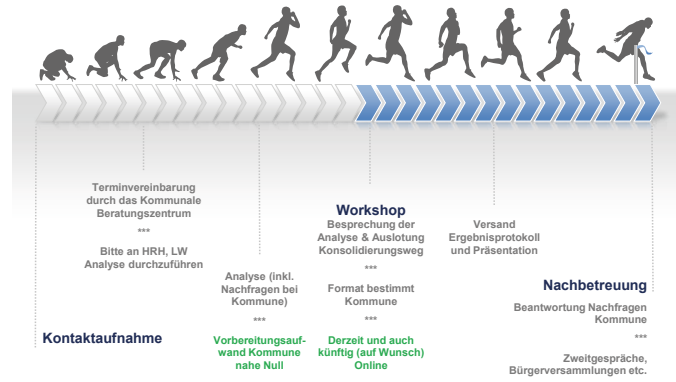 Terminvereinbarung
durch das Kommunale
Beratungszentrum
***
Bitte an HRH, LW
Analyse durchzuführen
Kontaktaufnahme
Analyse (inkl.
Nachfragen bei
Kommune)
***
Vorbereitungsauf-
wand Kommune
nahe Null
Workshop
Besprechung der
Analyse & Auslotung
Konsolidierungsweg
***
Format bestimmt
Kommune
***
Derzeit und auch
künftig (auf Wunsch)
Online
Versand
Ergebnisprotokoll
und Präsentation
Nachbetreuung
Beantwortung Nachfragen
Kommune
***
Zweitgespräche,
Bürgerversammlungen etc.